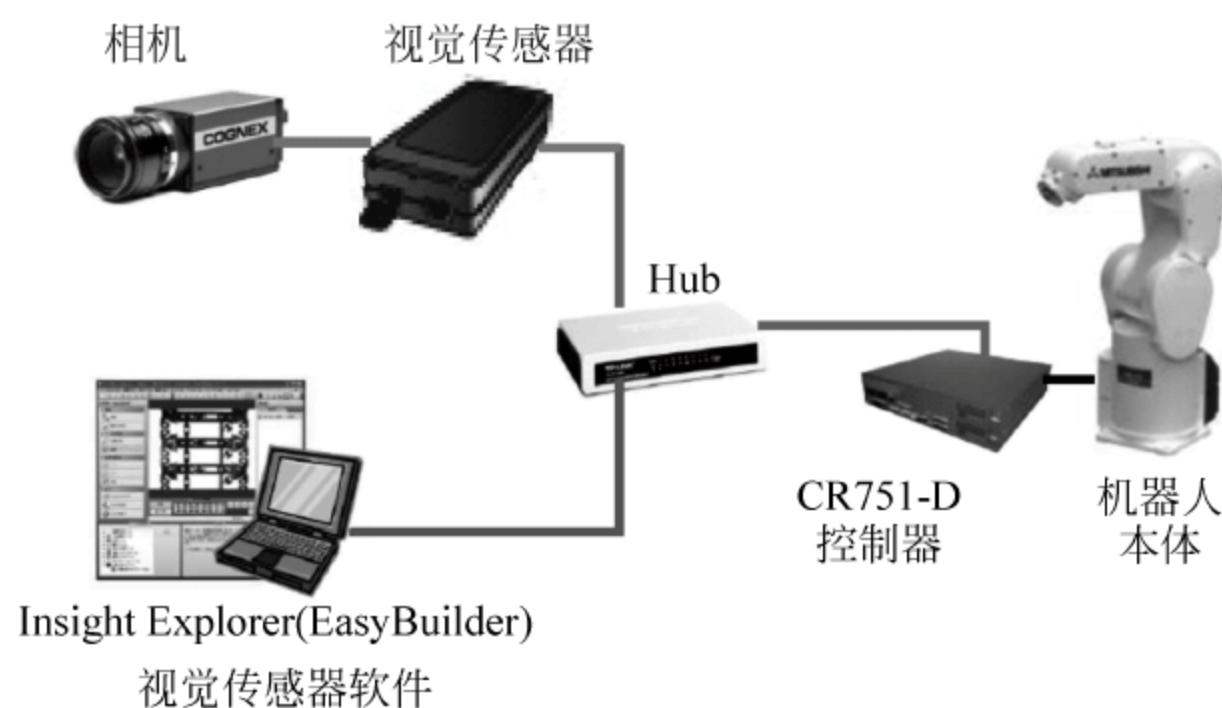 相机
视觉传感器
COGNEX
Hub
MITSUBISHI
CR751-D
控制器
机器人
本体
Insight Explorer(EasyBuilder)
视觉传感器软件